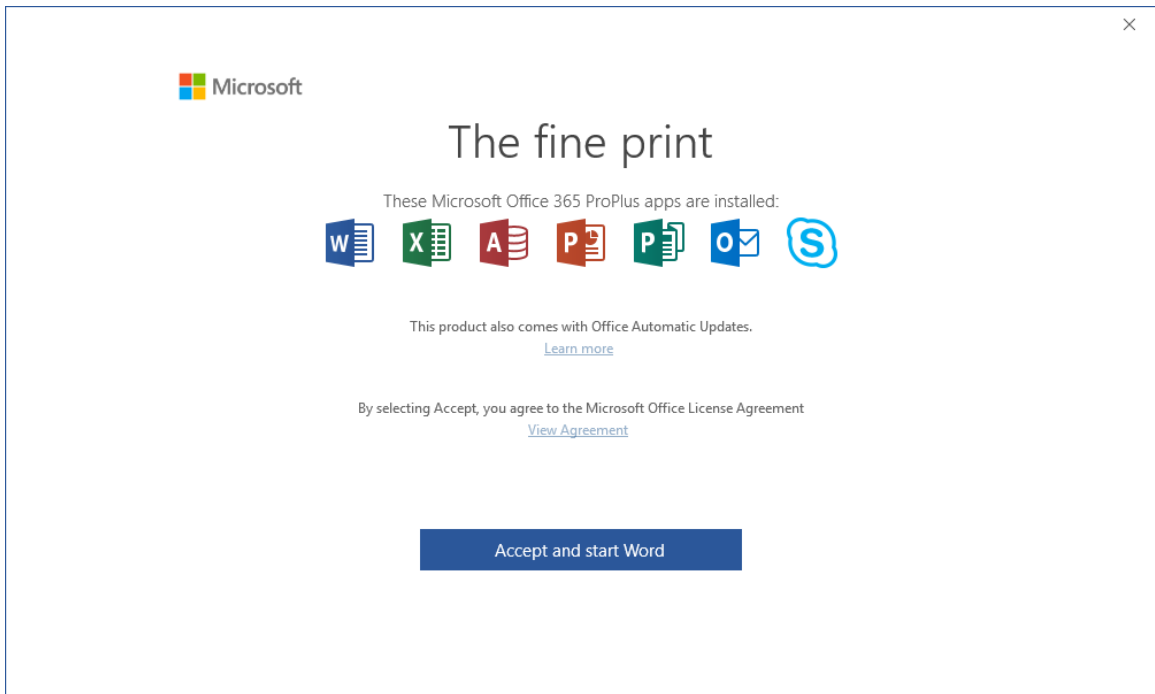 Microsoft
The fine print
These Microsoft Office 365 ProPlus apps are installed:
W X A P P O S
This product also comes with Office Automatic Updates.
Learn more
By selecting Accept, you agree to the Microsoft Office License Agreement
View Agreement
Accept and start Word